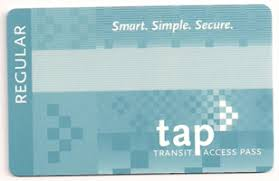 REGULAR
Smart. Simple. Secure.
tap
TRANSIT ACCESS PASS